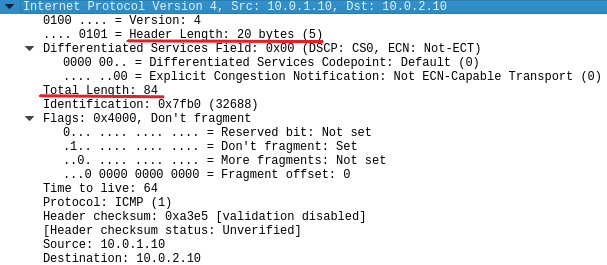 Internet Protocol Version 4, Src: 10.0.1.10, Dst: 10.0.2.10
0100 .... = Version: 4
.... 0101 = Header Length: 20 bytes (5)
Differentiated Services Field: 0x00 (DSCP: CS0, ECN: Not-ECT)
0000 00.. = Differentiated Services Codepoint: Default (0)
.... ..00 = Explicit Congestion Notification: Not ECN-Capable Transport (0)
Total Length: 84
Identification: 0x7fb0 (32688)
Flags: 0x4000, Don't fragment
0... .... .... .... = Reserved bit: Not set
.1.. .... .... .... = Don't fragment: Set
..0. .... .... .... = More fragments: Not set
...0 0000 0000 0000 = Fragment offset: 0
Time to live: 64
Protocol: ICMP (1)
Header checksum: 0xa3e5 [validation disabled]
[Header checksum status: Unverified]
Source: 10.0.1.10
Destination: 10.0.2.10